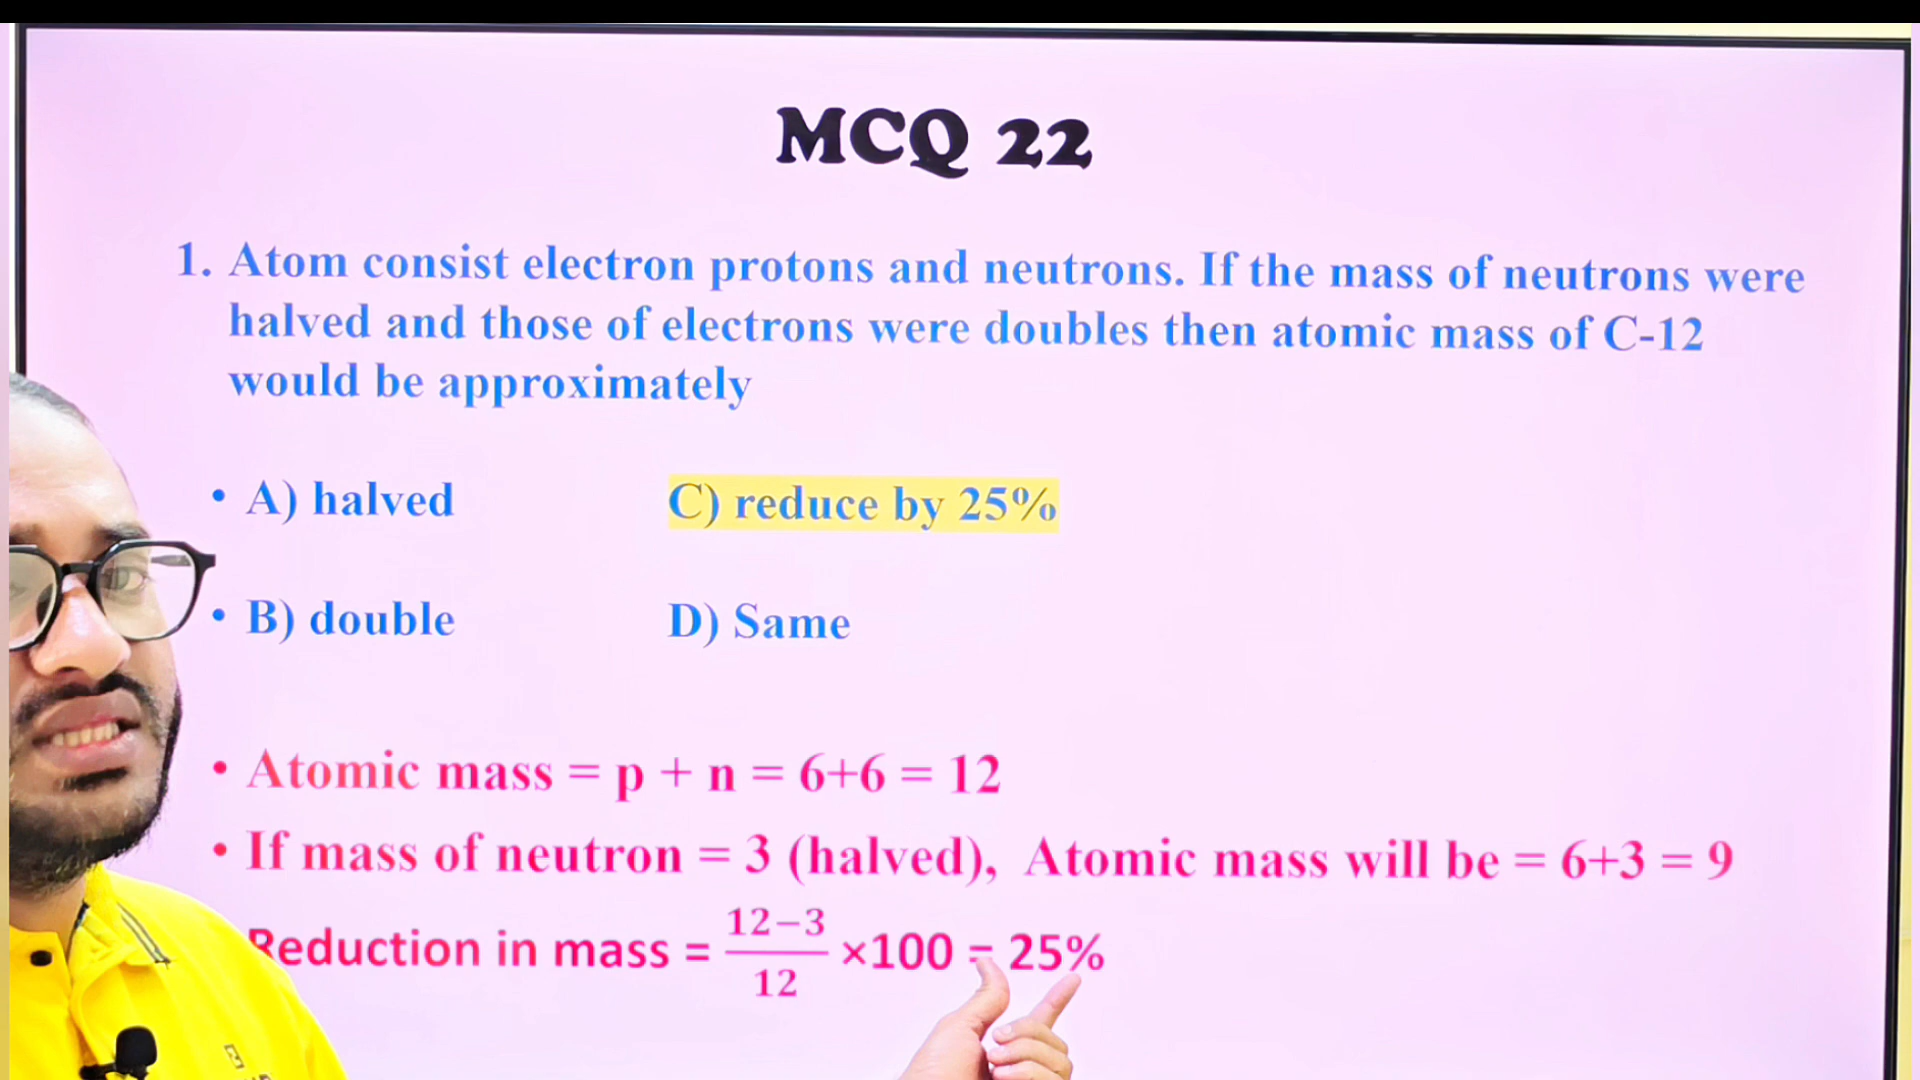 MCQ 22
1. Atom consist electron protons and neutrons. If the mass of neutrons were
halved and those of electrons were doubles then atomic mass of C-12
would be approximately
• A) halved
C) reduce by 25%
• B) double
D) Same
• Atomic mass = p + n = 6+6 = 12
• If mass of neutron = 3 (halved), Atomic mass will be = 6+3 = 9
Reduction in mass = \frac{12−3}{12} ×100 = 25%